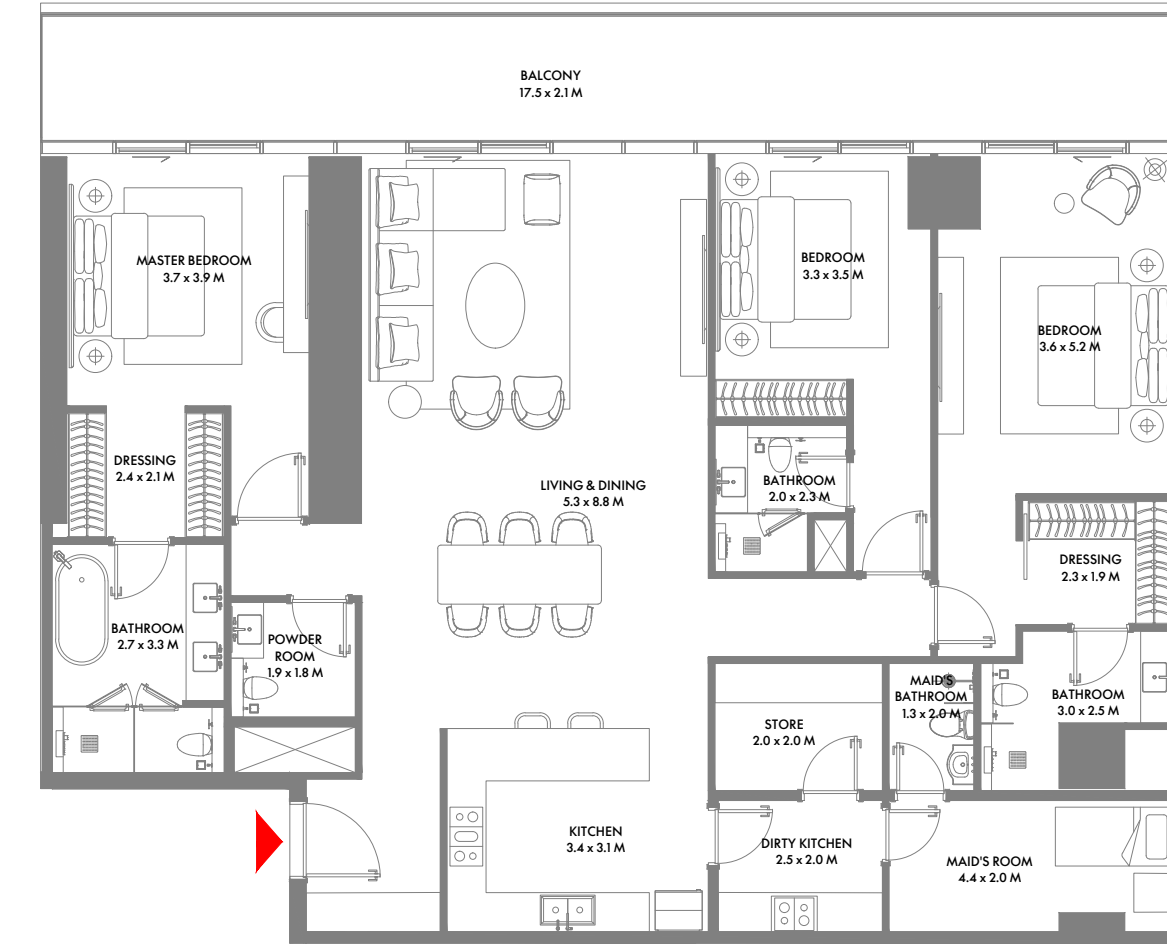 BALCONY
17.5 x 2.1 M
MASTER BEDROOM
3.7 x 3.9 M
BEDROOM
3.3 x 3.5 M
BEDROOM
3.6 x 5.2 M
DRESSING
2.4 x 2.1 M
LIVING & DINING
5.3 x 8.8 M
BATHROOM
2.0 x 2.3 M
DRESSING
2.3 x 1.9 M
BATHROOM
2.7 x 3.3 M
POWDER
ROOM
1.9 x 1.8 M
MAID'S
BATHROOM
1.3 x 2.0 M
BATHROOM
3.0 x 2.5 M
STORE
2.0 x 2.0 M
KITCHEN
3.4 x 3.1 M
DIRTY KITCHEN
2.5 x 2.0 M
MAID'S ROOM
4.4 x 2.0 M